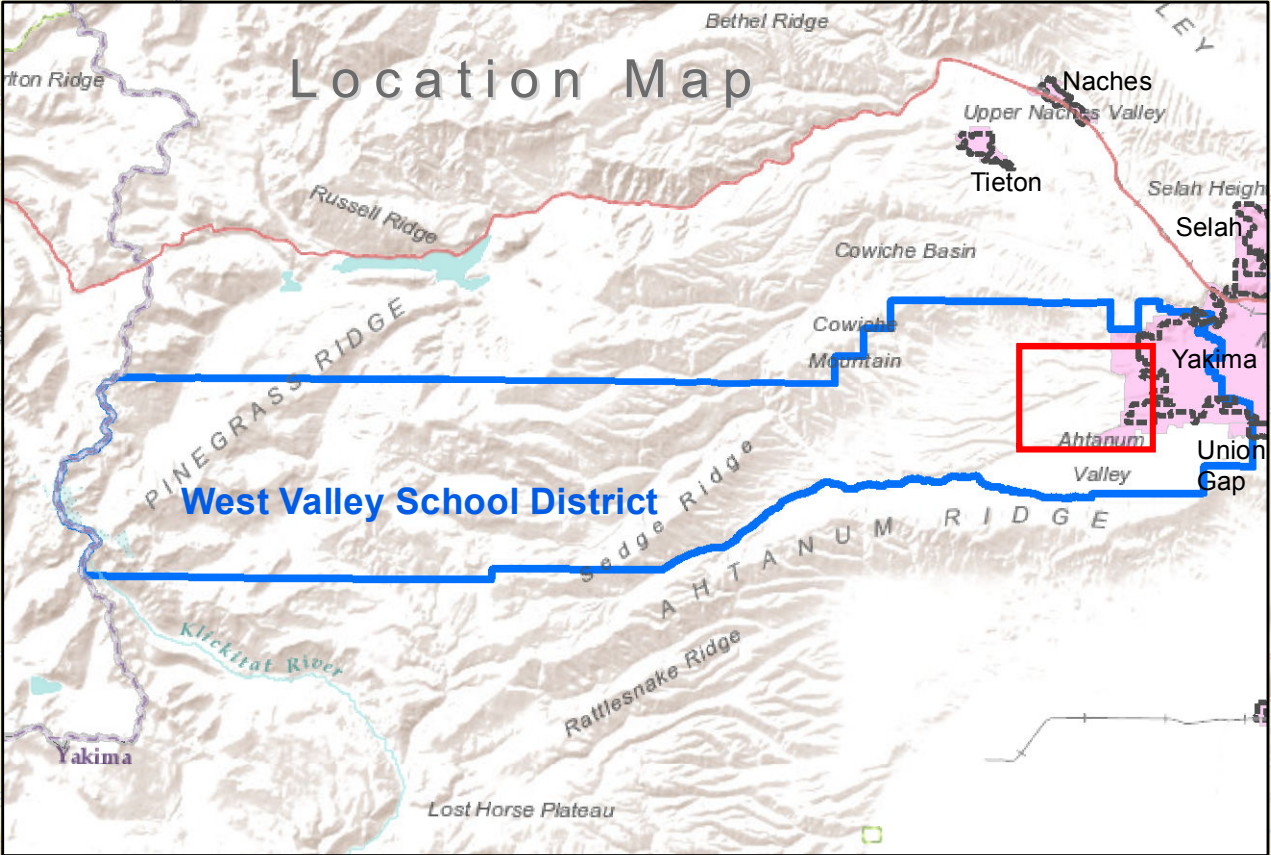 Bethel Ridge
LEY
lton Ridge
Location Map
Naches
Upper Naches Valley
Tieton
Selah Heigh
Russell Ridge
Selah
Cowiche Basin
PINEGRASS RIDGE
Cowiche
Mountain
Yakima
Ahtanum
Valley
Union
Gap
West Valley School District
Sedge Ridge
AHTANUM RIDGE
Klickitat River
Rattlesnake Ridge
Yakima
Lost Horse Plateau